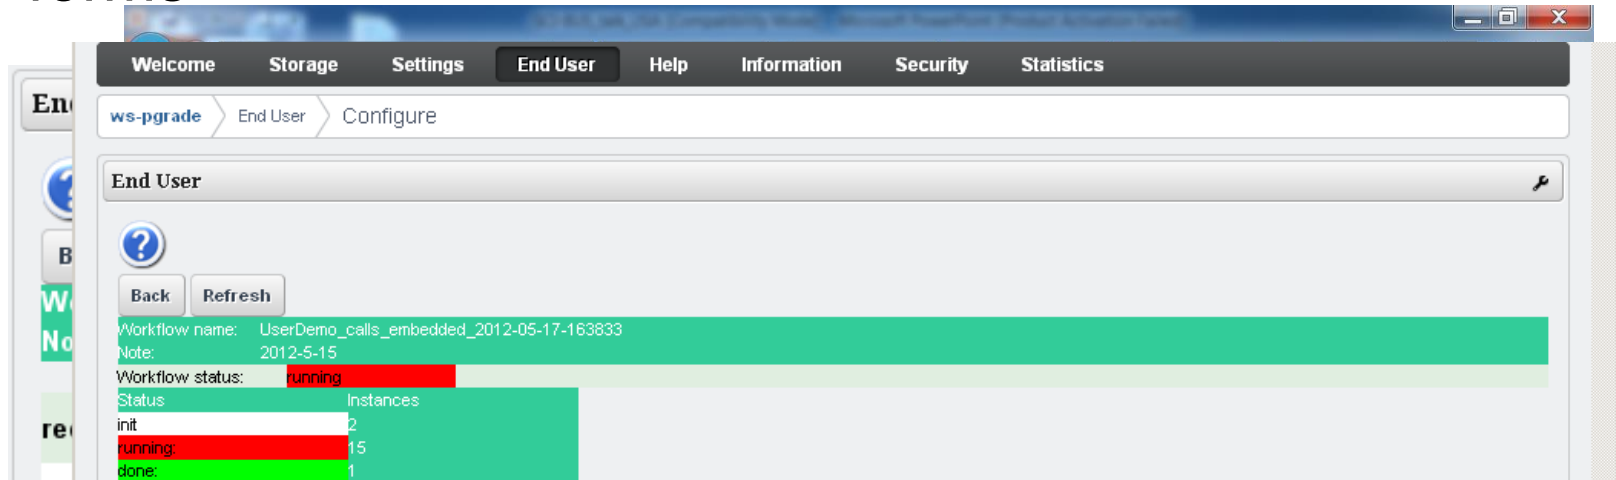 Welcome Storage Settings End User Help Information Security Statistics
ws-pgrade End User Configure
End User
Back Refresh
Workflow name: UserDemo_calls_embedded_2012-05-17-163833
Note: 2012-5-15
Workflow status: running
Status Instances
init 2
running: 15
done: 1